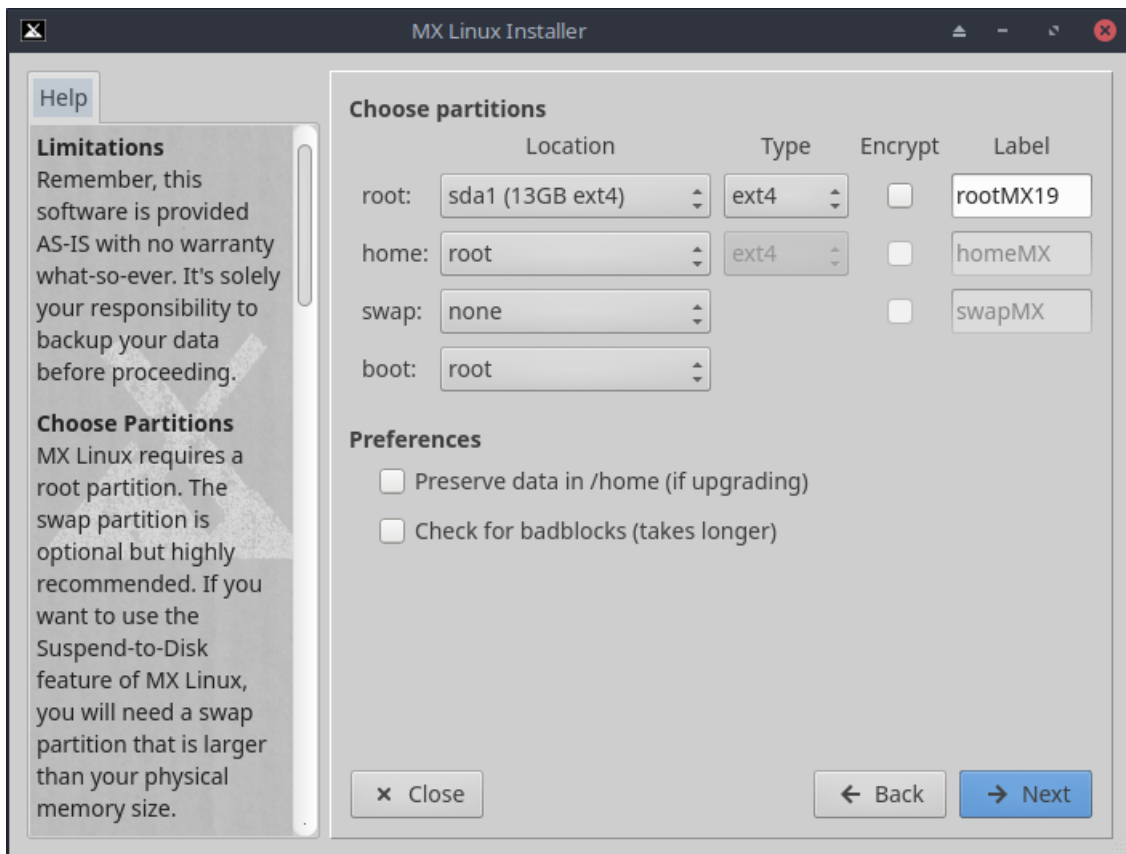 MX Linux Installer
Help
Limitations
Remember, this
software is provided
AS-IS with no warranty
what-so-ever. It's solely
your responsibility to
backup your data
before proceeding.
Choose Partitions
MX Linux requires a
root partition. The
swap partition is
optional but highly
recommended. If you
want to use the
Suspend-to-Disk
feature of MX Linux,
you will need a swap
partition that is larger
than your physical
memory size.
Choose partitions
Location Type Encrypt Label
root: sda1 (13GB ext4) ext4 rootMX19
home: root ext4 homeMX
swap: none swapMX
boot: root
Preferences
Preserve data in /home (if upgrading)
Check for badblocks (takes longer)
Close Back Next